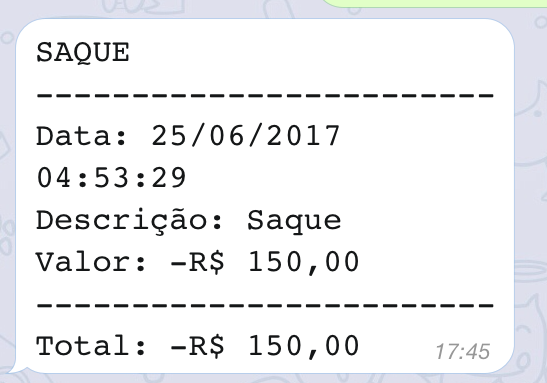 SAQUE
------------------------
Data: 25/06/2017
04:53:29
Descrição: Saque
Valor: -R$ 150,00
------------------------
Total: -R$ 150,00
17:45